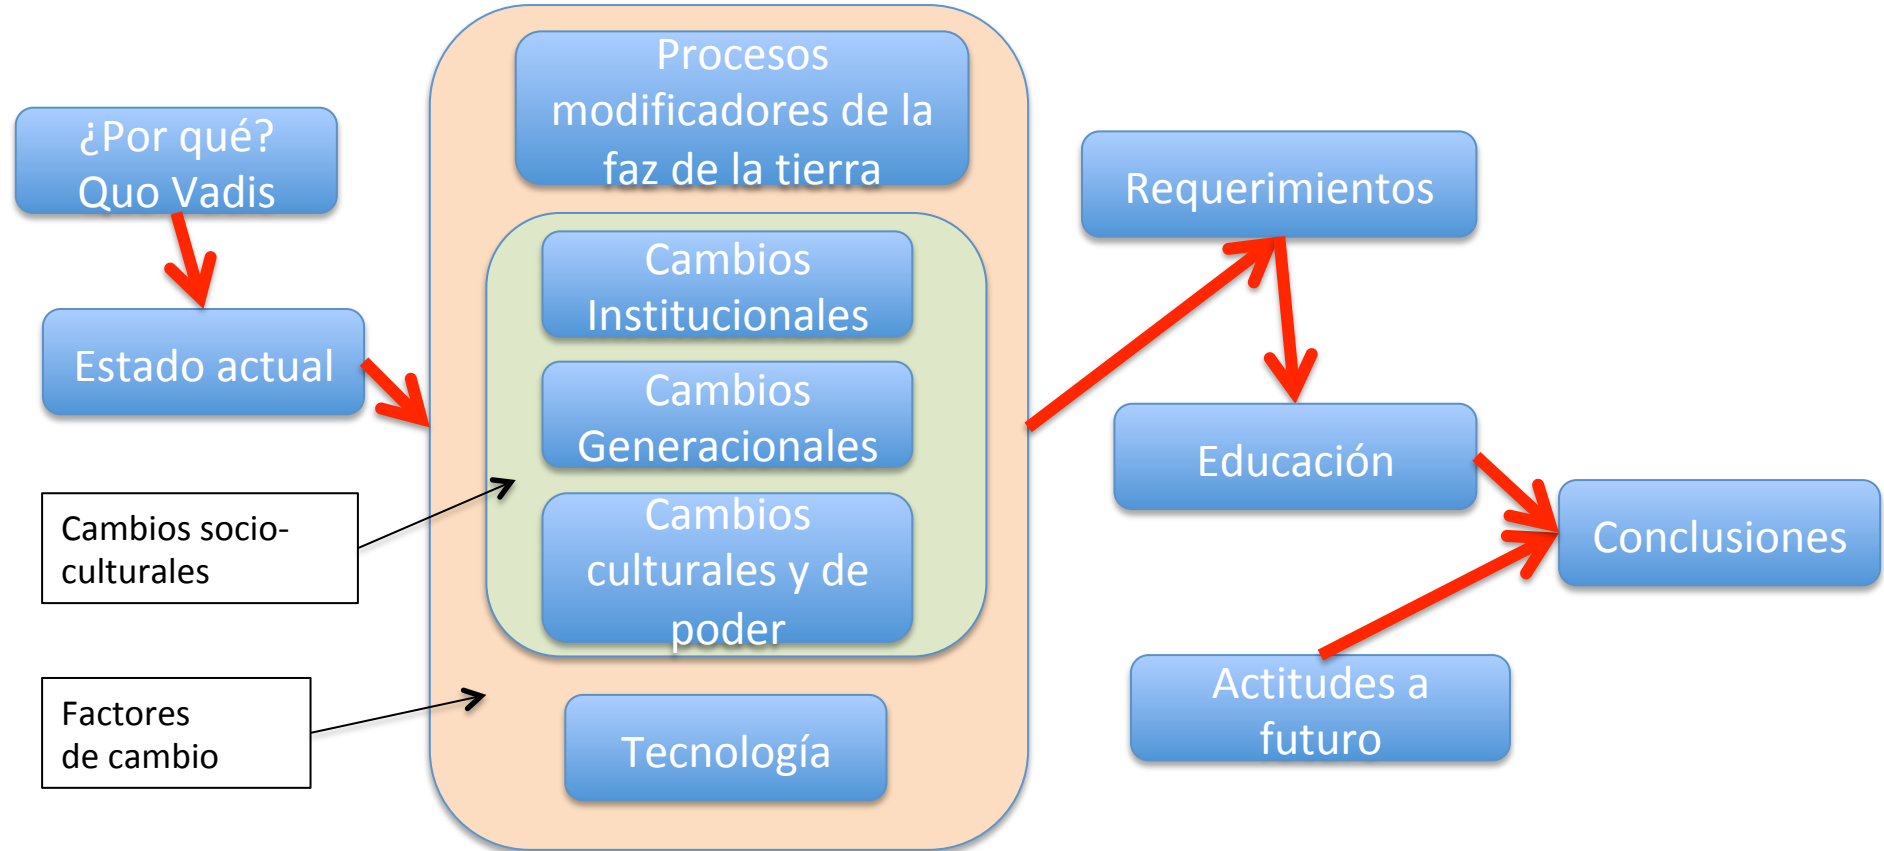 ¿Por qué?
Quo Vadis
Estado actual
Cambios socio-
culturales
Factores
de cambio
Procesos
modificadores de la
faz de la tierra
Cambios
Institucionales
Cambios
Generacionales
Cambios
culturales y de
poder
Tecnología
Requerimientos
Educación
Conclusiones
Actitudes a
futuro